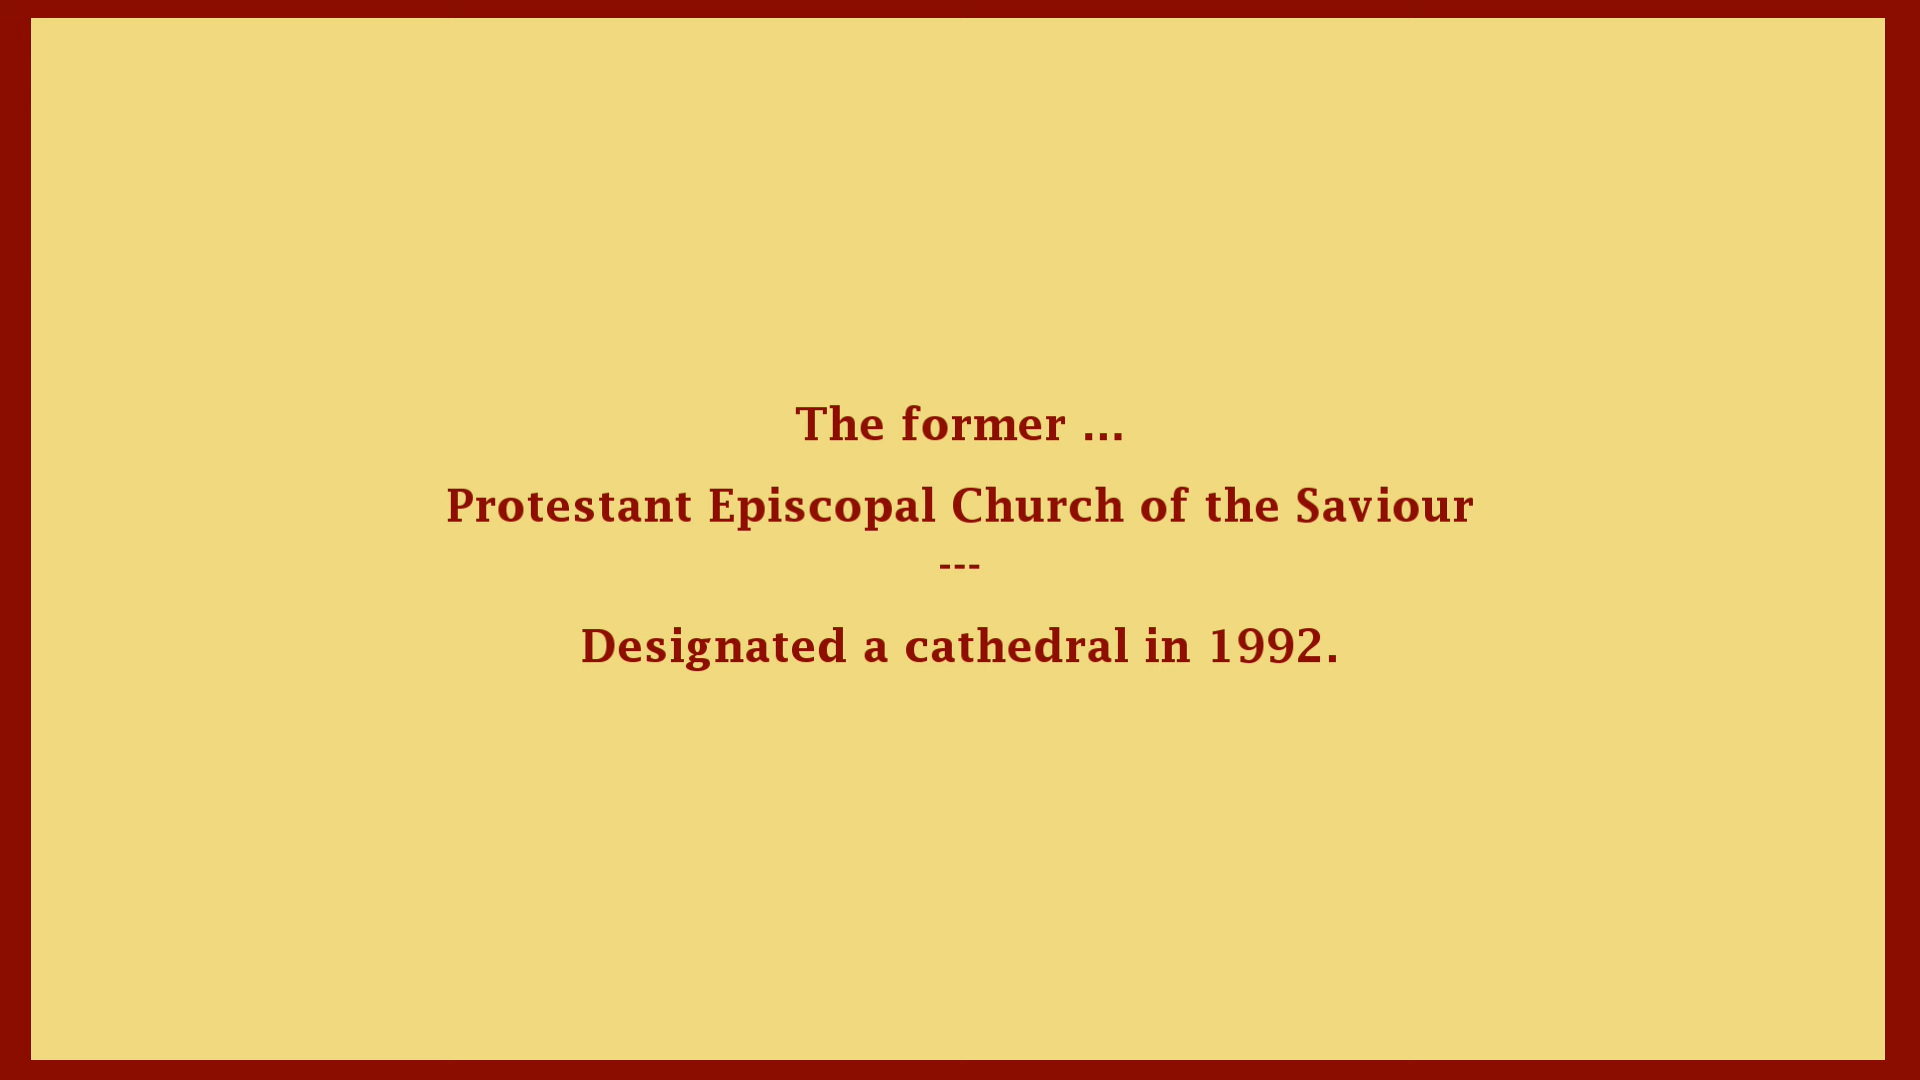 The former ...
Protestant Episcopal Church of the Saviour
---
Designated a cathedral in 1992.